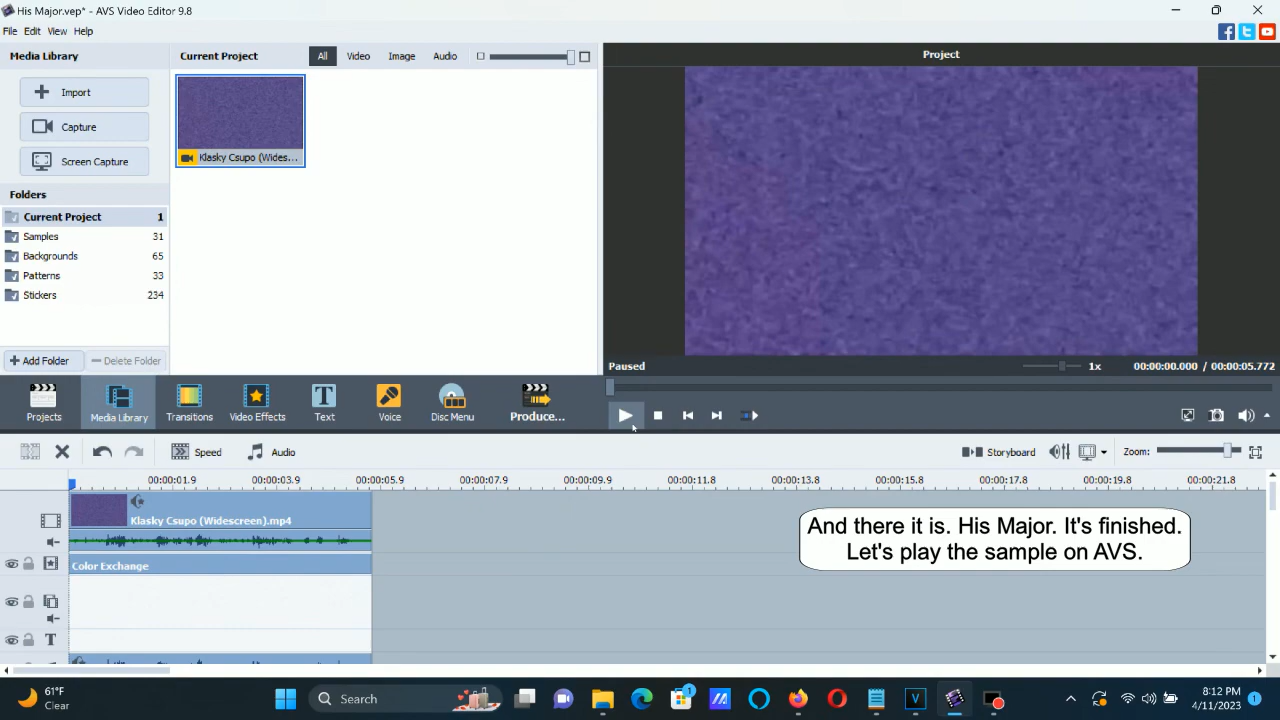 His Major.vep* - AVS Video Editor 9.8
File Edit View Help
Media Library
Current Project
All
Video
Image
Audio
Project
Import
Capture
Screen Capture
Klasky Csupo (Wides...
Folders
Current Project 1
Samples 31
Backgrounds 65
Patterns 33
Stickers 234
Add Folder
Delete Folder
Paused
1x
00:00:00.000 / 00:00:05.772
Projects
Media Library
Transitions
Video Effects
Text
Voice
Disc Menu
Produce...
Speed
Audio
Storyboard
Zoom:
00:00:01.9 00:00:03.9 00:00:05.9 00:00:07.9 00:00:09.9 00:00:11.8 00:00:13.8 00:00:15.8 00:00:17.8 00:00:19.8 00:00:21.8
Klasky Csupo (Widescreen).mp4
And there it is. His Major. It's finished.
Let's play the sample on AVS.
Color Exchange
T
61°F
Clear
Search
1
8:12 PM
4/11/2023
1